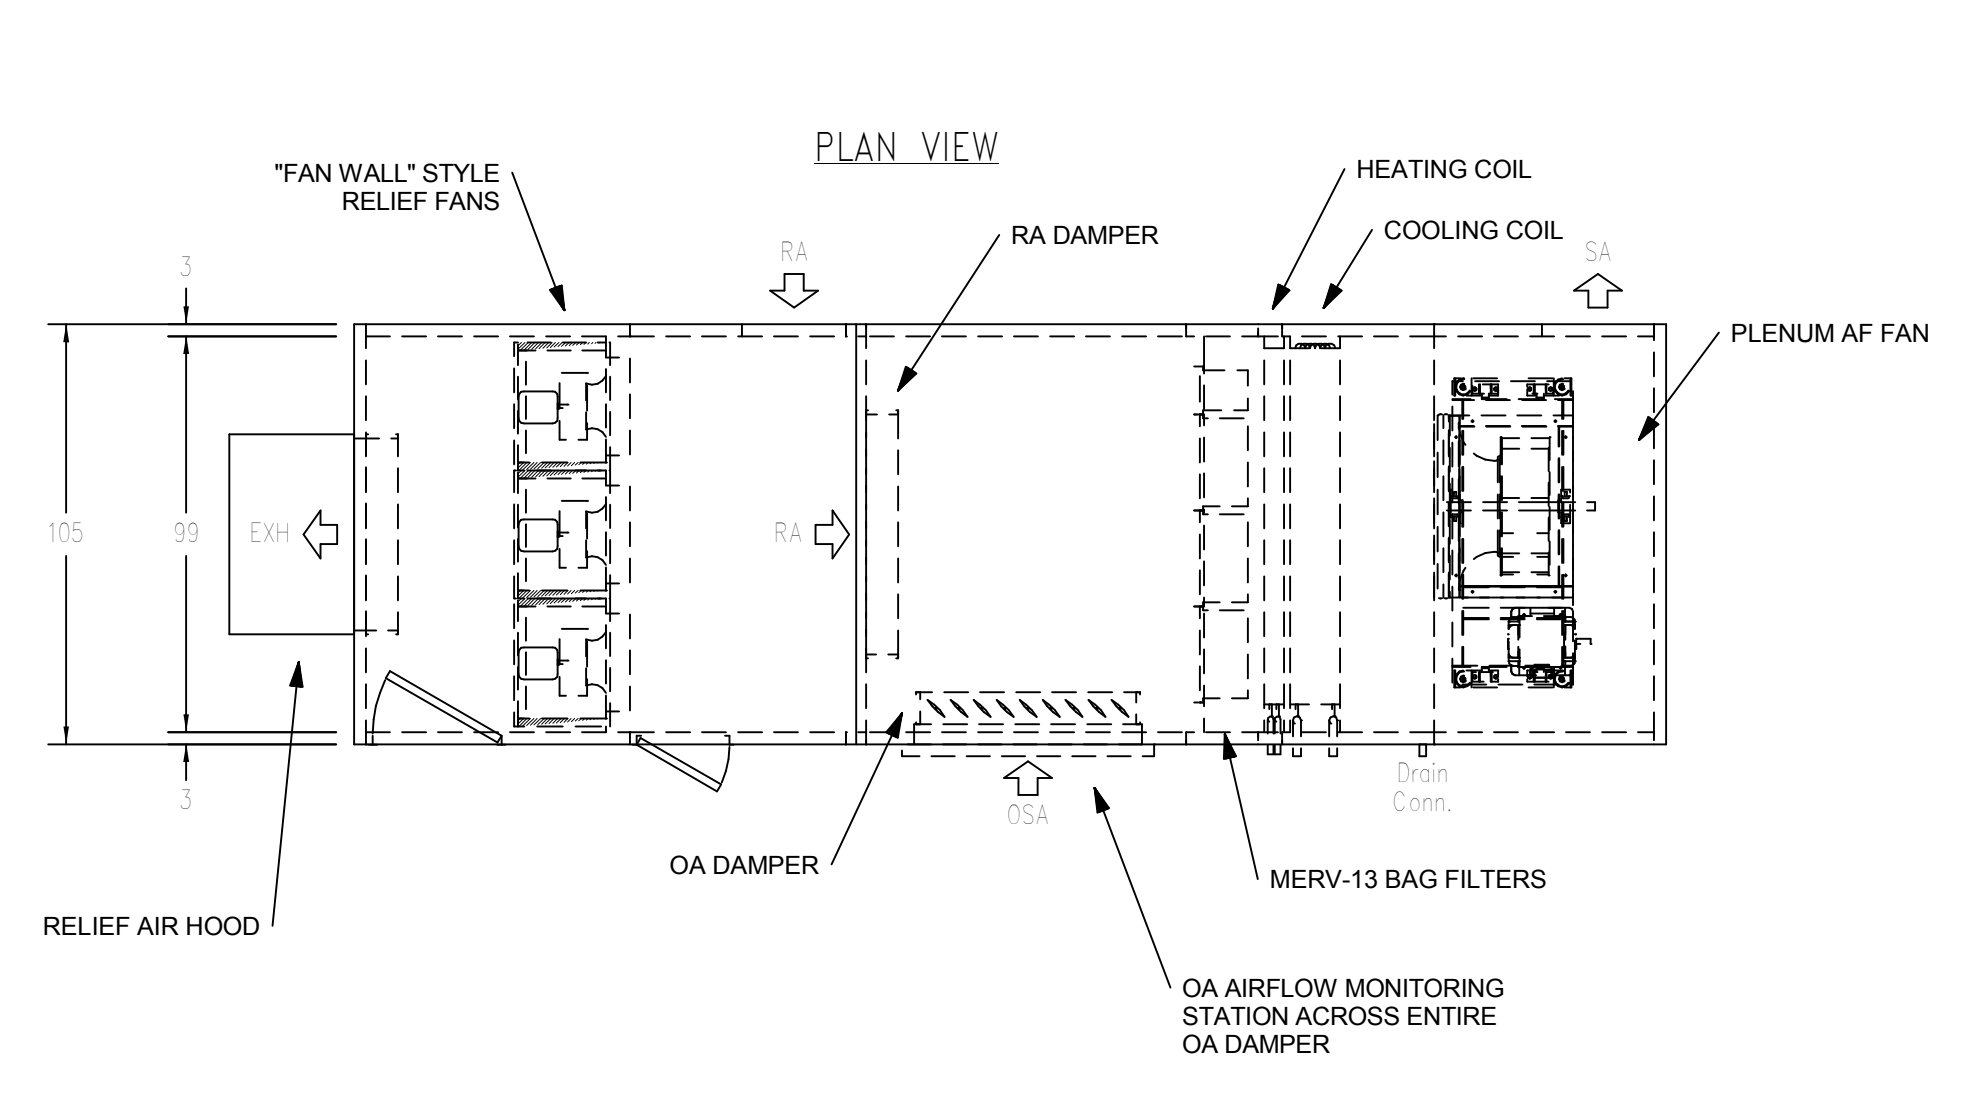 PLAN VIEW
"FAN WALL" STYLE
RELIEF FANS
HEATING COIL
COOLING COIL
RA DAMPER
RA
SA
3
PLENUM AF FAN
105
99
EXH
RA
3
Drain
Conn.
OSA
OA DAMPER
MERV-13 BAG FILTERS
RELIEF AIR HOOD
OA AIRFLOW MONITORING
STATION ACROSS ENTIRE
OA DAMPER